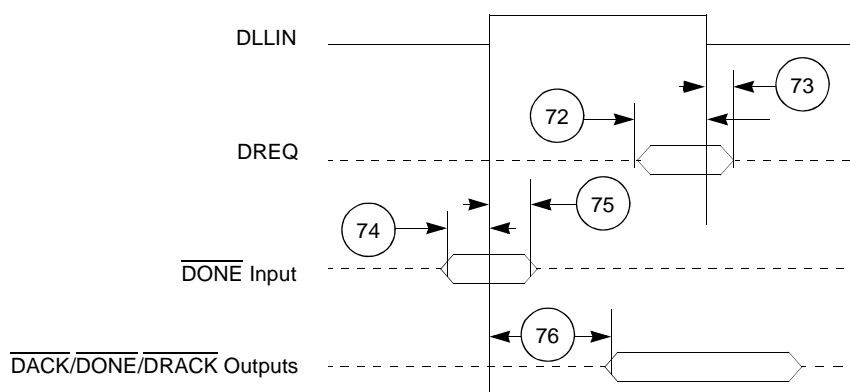 DLLIN
73
72
DREQ
75
74
DONE Input
76
DACK/DONE/DRACK Outputs